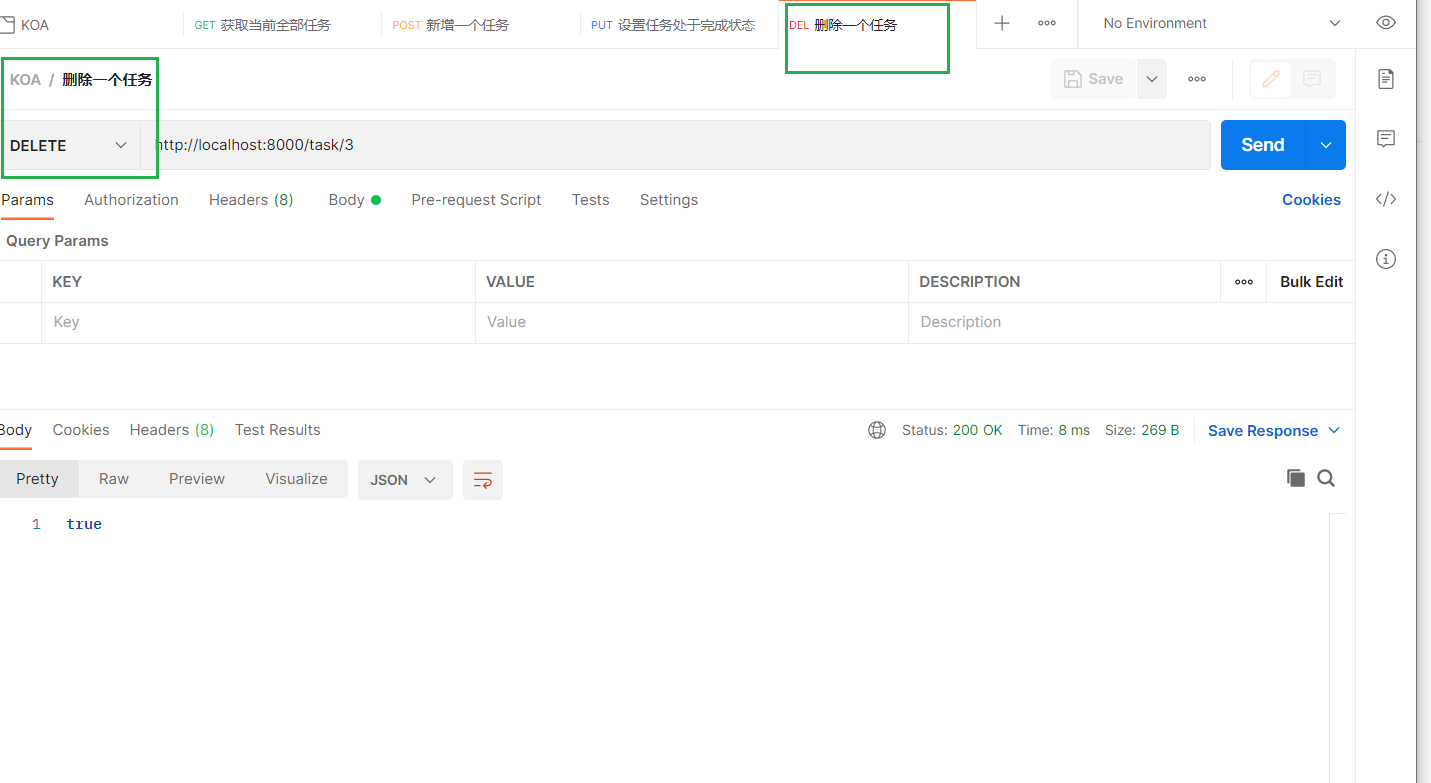 KOA GET 获取当前全部任务 POST 新增一个任务 PUT 设置任务处于完成状态 DEL 删除一个任务 No Environment
KOA / 删除一个任务 Save
DELETE http://localhost:8000/task/3 Send
Params Authorization Headers (8) Body Pre-request Script Tests Settings Cookies
Query Params
KEY VALUE DESCRIPTION Bulk Edit
Key Value Description
Body Cookies Headers (8) Test Results Status: 200 OK Time: 8 ms Size: 269 B Save Response
Pretty Raw Preview Visualize JSON
1 true